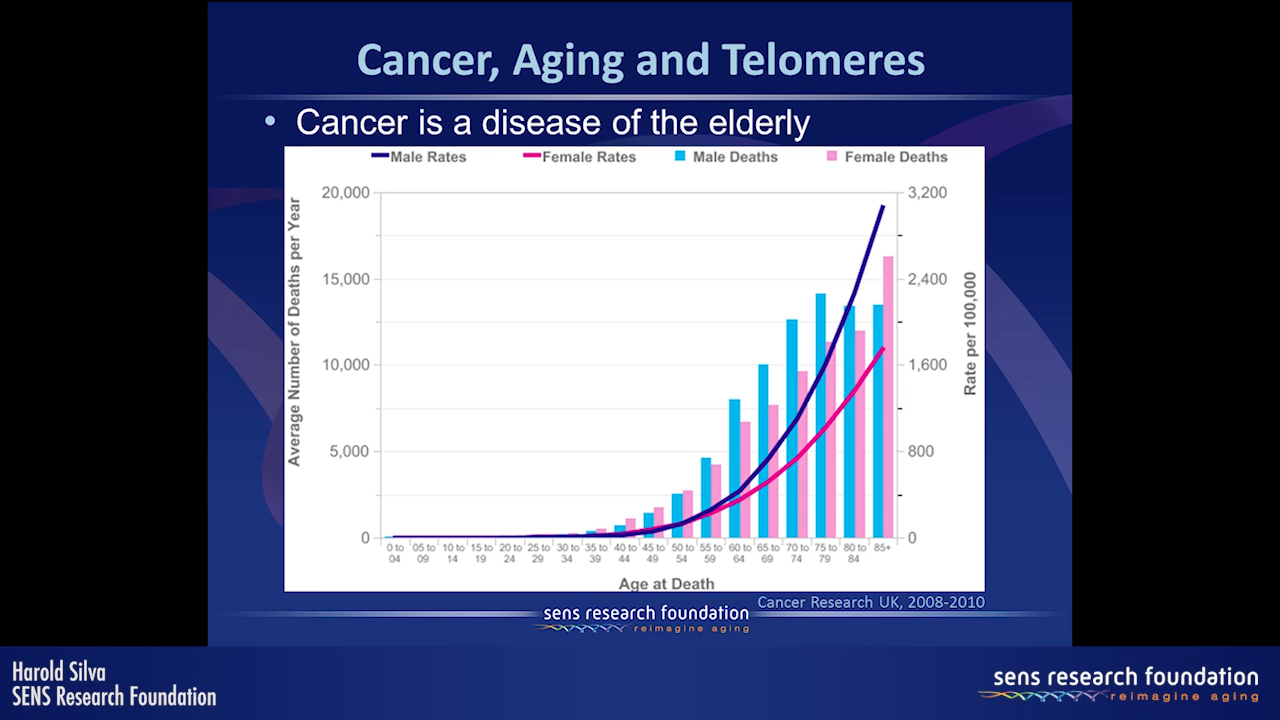 Cancer, Aging and Telomeres
• Cancer is a disease of the elderly
Male Rates Female Rates Male Deaths Female Deaths
Average Number of Deaths per Year
20,000
15,000
10,000
5,000
0
3,200
2,400
1,600
800
0
Rate per 100,000
0 to 04 05 to 09 10 to 14 15 to 19 20 to 24 25 to 29 30 to 34 35 to 39 40 to 44 45 to 49 50 to 54 55 to 59 60 to 64 65 to 69 70 to 74 75 to 79 80 to 84 85+
Age at Death
Cancer Research UK, 2008-2010
sens research foundation
reimagine aging
Harold Silva
SENS Research Foundation
sens research foundation
reimagine aging